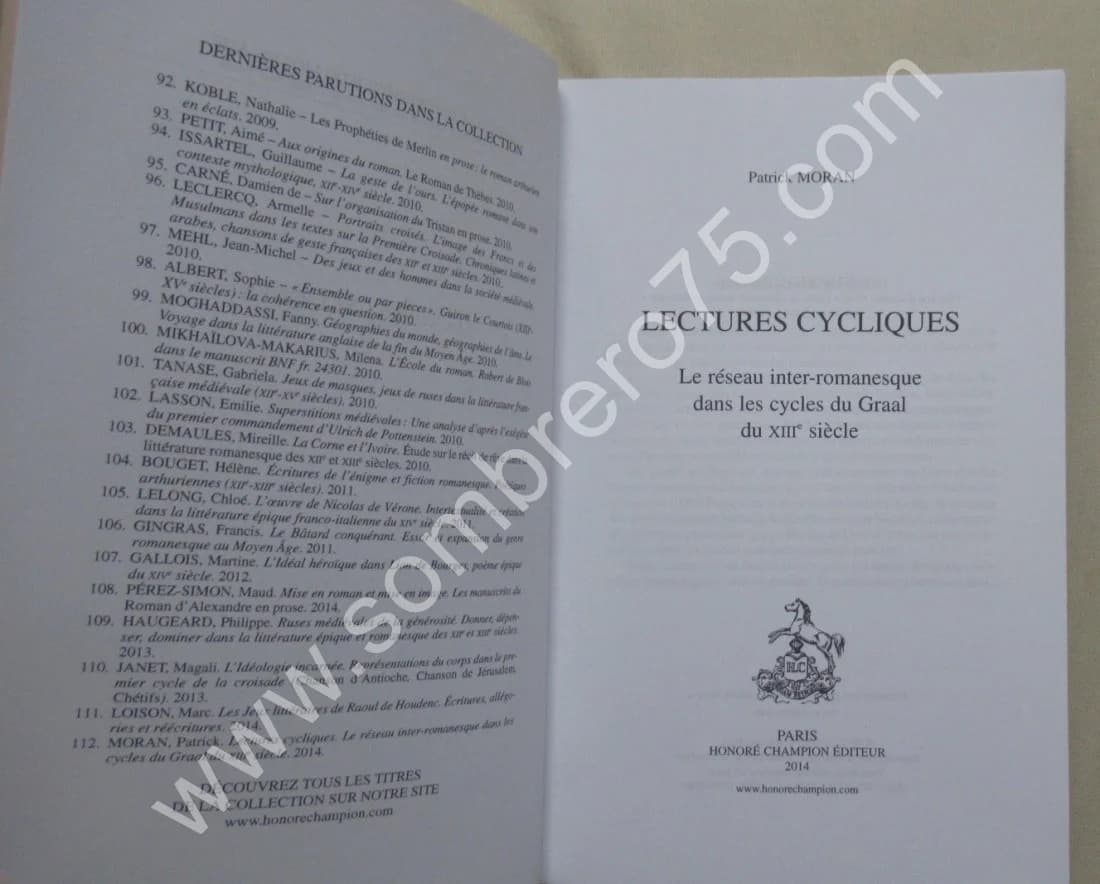 DERNIÈRES PARUTIONS DANS LA COLLECTION
92. KOBLE, Nathalie – Les Prophéties de Merlin en prose : le roman arthurien
en éclats. 2009.
93. PETIT, Aimé – Aux origines du roman. Le Roman de Thèbes. 2010.
94. ISSARTEL, Guillaume – La geste de l'ours. L'épopée romane dans son
contexte mythologique, XIIe-XIVe siècle. 2010.
95. CARNÉ, Damien de – Sur l'organisation du Tristan en prose. 2010.
96. LECLERCQ, Armelle – Portraits croisés. L'image des Francs et des
Musulmans dans les textes sur la Première Croisade. Chroniques latines et
arabes, chansons de geste françaises des XIIe et XIIIe siècles. 2010.
97. MEHL, Jean-Michel – Des jeux et des hommes dans la société médiévale.
2010.
98. ALBERT, Sophie – « Ensemble ou par pieces ». Guiron le Courtois (XIIIe-
XVe siècles) : la cohérence en question. 2010.
99. MOGHADDASSI, Fanny. Géographies du monde, géographies de l'âme. Le
Voyage dans la littérature anglaise de la fin du Moyen Âge. 2010.
100. MIKHAÏLOVA-MAKARIUS, Milena. L'École du roman. Robert de Blois
dans le manuscrit BNF fr. 24301. 2010.
101. TANASE, Gabriela. Jeux de masques, jeux de ruses dans la littérature fran-
çaise médiévale (XIIe-XVe siècles). 2010.
102. LASSON, Emilie. Superstitions médiévales : Une analyse d'après l'exégèse
du premier commandement d'Ulrich de Pottenstein. 2010.
103. DEMAULES, Mireille. La Corne et l'Ivoire. Étude sur le récit de rêve dans la
littérature romanesque des XIIe et XIIIe siècles. 2010.
104. BOUGET, Hélène. Écritures de l'énigme et fiction romanesque. Poétiques
arthuriennes (XIIe-XIIIe siècles). 2011.
105. LELONG, Chloé. L'œuvre de Nicolas de Vérone. Intertextualité et création
dans la littérature épique franco-italienne du XIVe siècle. 2011.
106. GINGRAS, Francis. Le Bâtard conquérant. Essor et expansion du genre
romanesque au Moyen Âge. 2011.
107. GALLOIS, Martine. L'Idéal héroïque dans Lion de Bourges, poème épique
du XIVe siècle. 2012.
108. PÉREZ-SIMON, Maud. Mise en roman et mise en image. Les manuscrits du
Roman d'Alexandre en prose. 2014.
109. HAUGEARD, Philippe. Ruses médiévales de la générosité. Donner, dépen-
ser, dominer dans la littérature épique et romanesque des XIIe et XIIIe siècles.
2013.
110. JANET, Magali. L'Idéologie incarnée. Représentations du corps dans le pre-
mier cycle de la croisade (Chanson d'Antioche, Chanson de Jérusalem,
Chétifs). 2013.
111. LOISON, Marc. Les Jeux littéraires de Raoul de Houdenc. Écritures, allégo-
ries et réécritures. 2014.
112. MORAN, Patrick. Lectures cycliques. Le réseau inter-romanesque dans les
cycles du Graal du XIIIe siècle. 2014.
DÉCOUVREZ TOUS LES TITRES
DE LA COLLECTION SUR NOTRE SITE
www.honorechampion.com
Patrick MORAN
LECTURES CYCLIQUES
Le réseau inter-romanesque
dans les cycles du Graal
du XIIIe siècle
HLC
PARIS
HONORÉ CHAMPION ÉDITEUR
2014
www.honorechampion.com
www.sombrero75.com